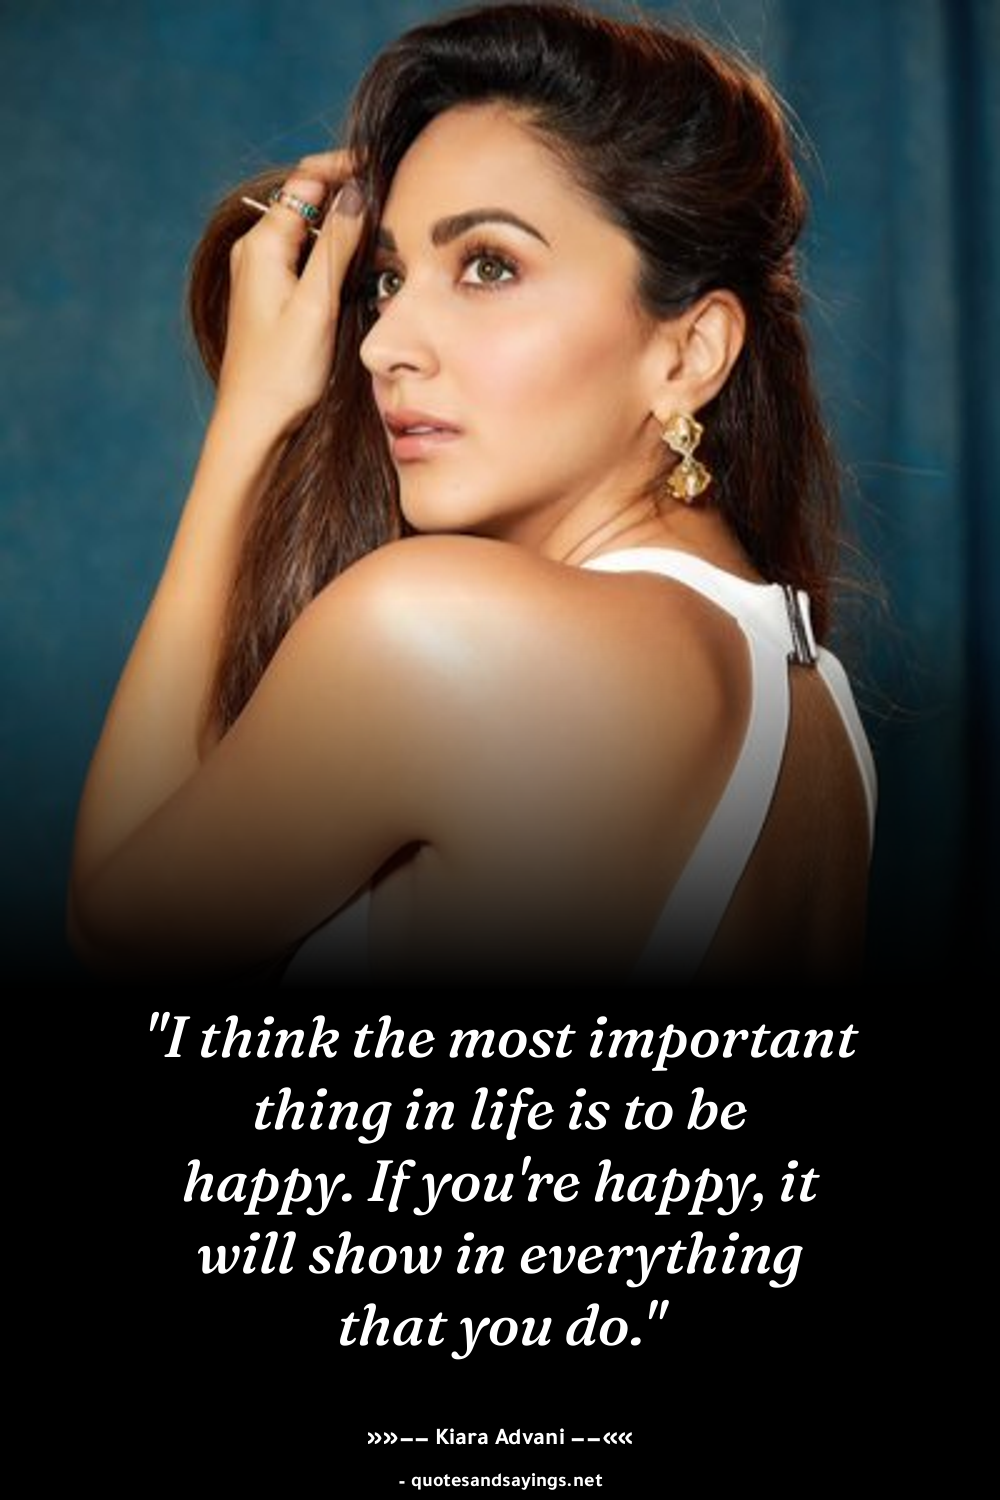 "I think the most important
thing in life is to be
happy. If you're happy, it
will show in everything
that you do."
»»–– Kiara Advani ––««
- quotesandsayings.net